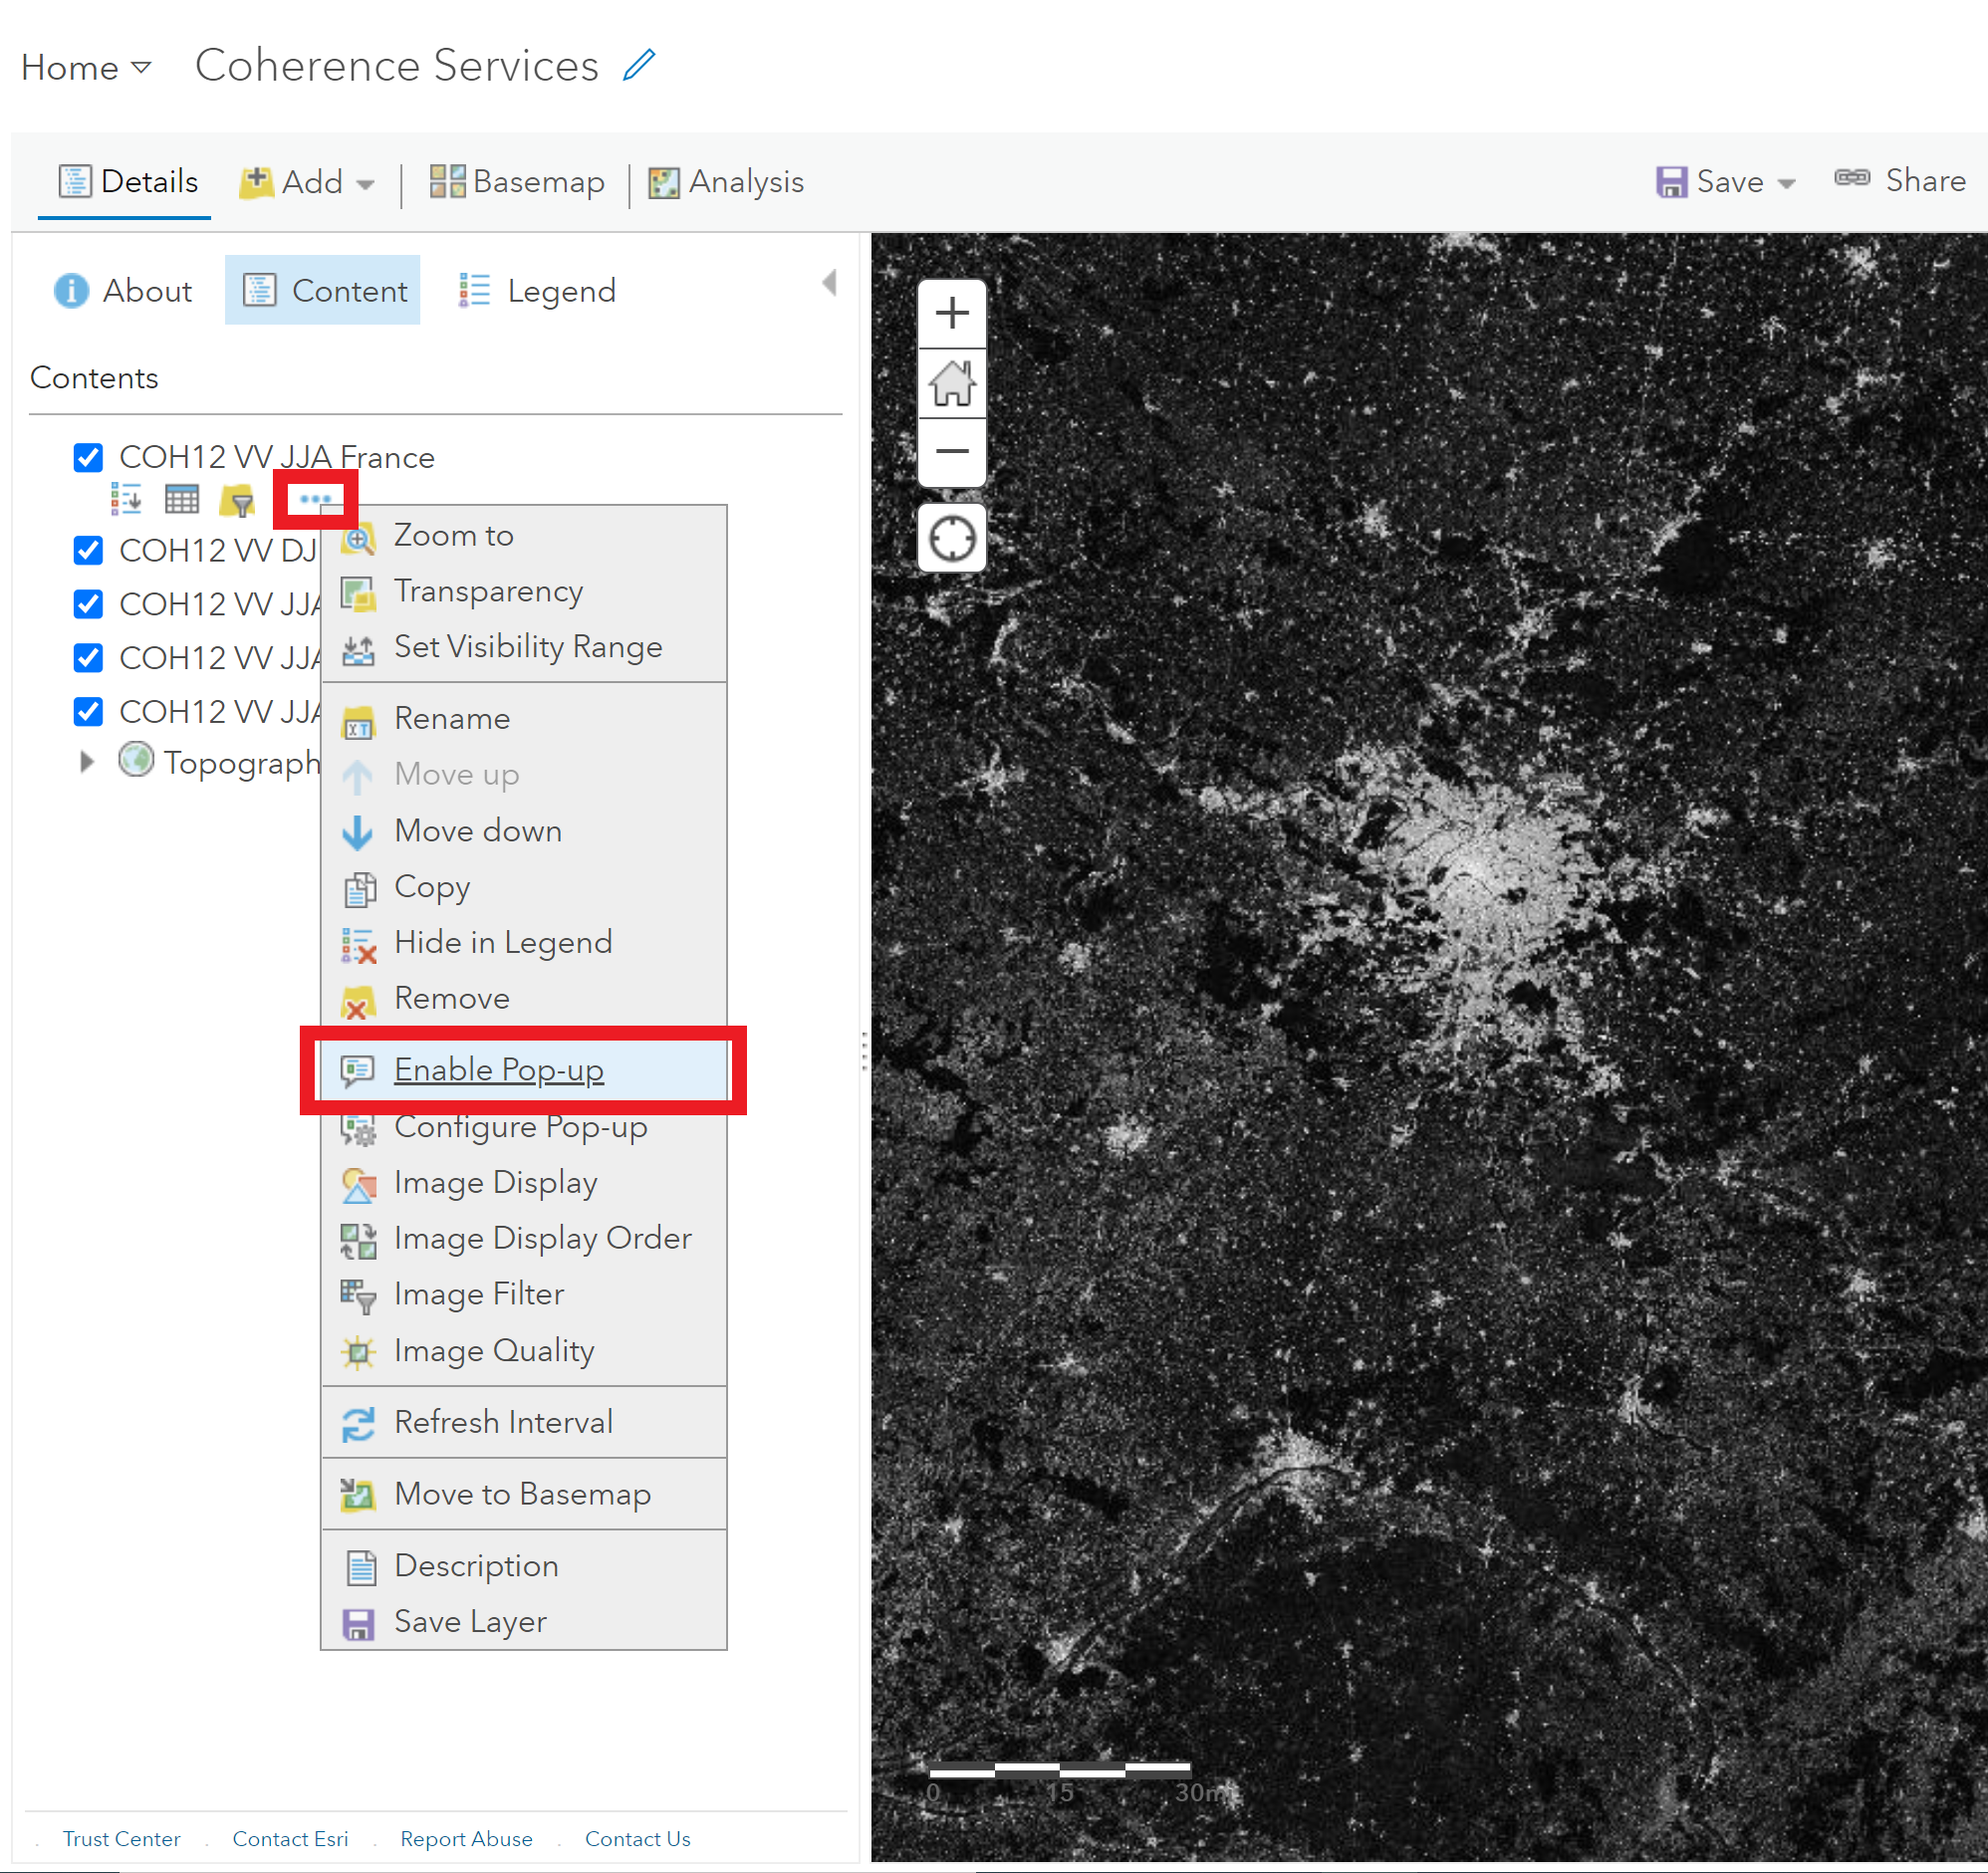 Home Coherence Services
Details Add Basemap Analysis Save Share
About Content Legend
Contents
COH12 VV JJA France
COH12 VV DJ
COH12 VV JJA
COH12 VV JJA
COH12 VV JJA
Topograph
Zoom to
Transparency
Set Visibility Range
Rename
Move up
Move down
Copy
Hide in Legend
Remove
Enable Pop-up
Configure Pop-up
Image Display
Image Display Order
Image Filter
Image Quality
Refresh Interval
Move to Basemap
Description
Save Layer
0 15 30mi
Trust Center . Contact Esri . Report Abuse . Contact Us